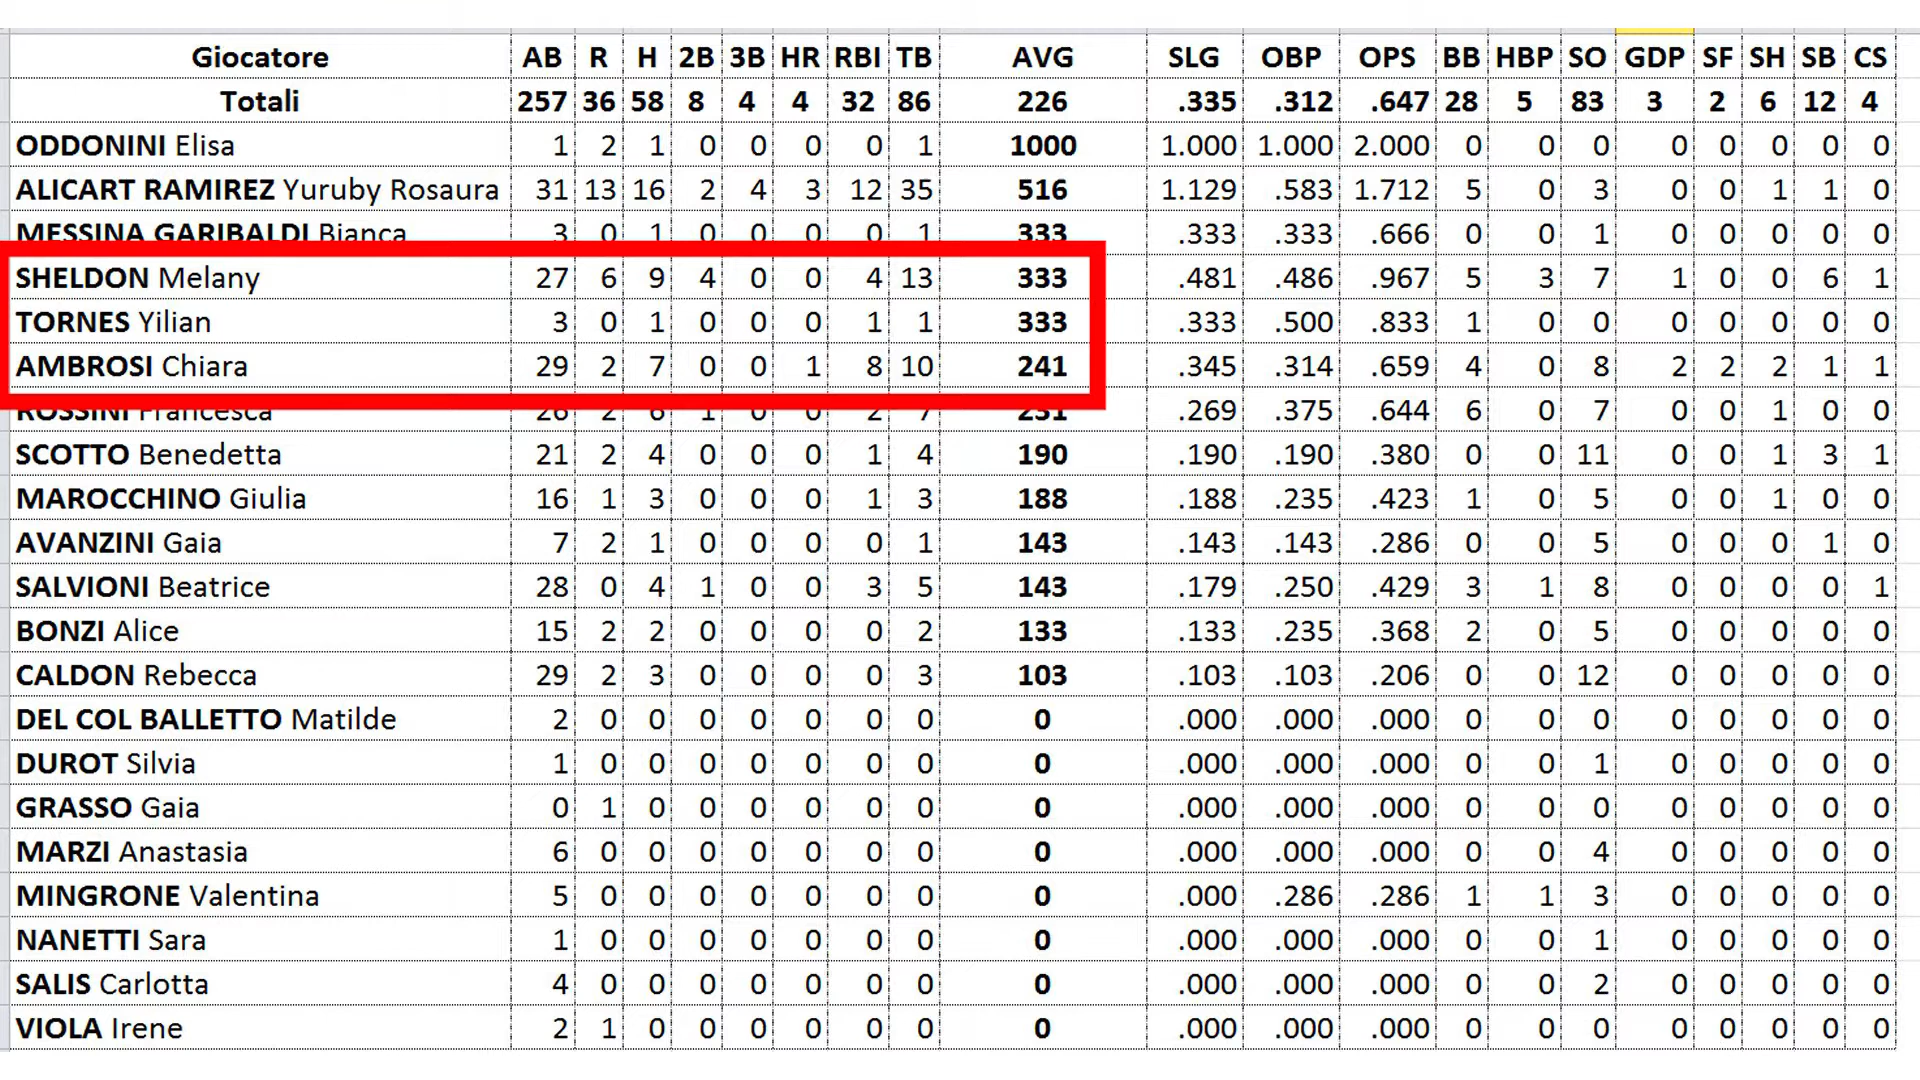 Giocatore AB R H 2B 3B HR RBI TB AVG SLG OBP OPS BB HBP SO GDP SF SH SB CS
Totali 257 36 58 8 4 4 32 86 226 .335 .312 .647 28 5 83 3 2 6 12 4
ODDONINI Elisa 1 2 1 0 0 0 0 1 1000 1.000 1.000 2.000 0 0 0 0 0 0 0 0
ALICART RAMIREZ Yuruby Rosaura 31 13 16 2 4 3 12 35 516 1.129 .583 1.712 5 0 3 0 0 1 1 0
MESSINA GARIBALDI Bianca 3 0 1 0 0 0 0 1 333 .333 .333 .666 0 0 1 0 0 0 0 0
SHELDON Melany 27 6 9 4 0 0 4 13 333 .481 .486 .967 5 3 7 1 0 0 6 1
TORNES Yilian 3 0 1 0 0 0 1 1 333 .333 .500 .833 1 0 0 0 0 0 0 0
AMBROSI Chiara 29 2 7 0 0 1 8 10 241 .345 .314 .659 4 0 8 2 2 2 1 1
ROSSINI Francesca 26 2 6 1 0 0 2 7 231 .269 .375 .644 6 0 7 0 0 1 0 0
SCOTTO Benedetta 21 2 4 0 0 0 1 4 190 .190 .190 .380 0 0 11 0 0 1 3 1
MAROCCHINO Giulia 16 1 3 0 0 0 1 3 188 .188 .235 .423 1 0 5 0 0 1 0 0
AVANZINI Gaia 7 2 1 0 0 0 0 1 143 .143 .143 .286 0 0 5 0 0 0 1 0
SALVIONI Beatrice 28 0 4 1 0 0 3 5 143 .179 .250 .429 3 1 8 0 0 0 0 1
BONZI Alice 15 2 2 0 0 0 0 2 133 .133 .235 .368 2 0 5 0 0 0 0 0
CALDON Rebecca 29 2 3 0 0 0 0 3 103 .103 .103 .206 0 0 12 0 0 0 0 0
DEL COL BALLETTO Matilde 2 0 0 0 0 0 0 0 0 .000 .000 .000 0 0 0 0 0 0 0 0
DUROT Silvia 1 0 0 0 0 0 0 0 0 .000 .000 .000 0 0 1 0 0 0 0 0
GRASSO Gaia 0 1 0 0 0 0 0 0 0 .000 .000 .000 0 0 0 0 0 0 0 0
MARZI Anastasia 6 0 0 0 0 0 0 0 0 .000 .000 .000 0 0 4 0 0 0 0 0
MINGRONE Valentina 5 0 0 0 0 0 0 0 0 .000 .286 .286 1 1 3 0 0 0 0 0
NANETTI Sara 1 0 0 0 0 0 0 0 0 .000 .000 .000 0 0 1 0 0 0 0 0
SALIS Carlotta 4 0 0 0 0 0 0 0 0 .000 .000 .000 0 0 2 0 0 0 0 0
VIOLA Irene 2 1 0 0 0 0 0 0 0 .000 .000 .000 0 0 0 0 0 0 0 0